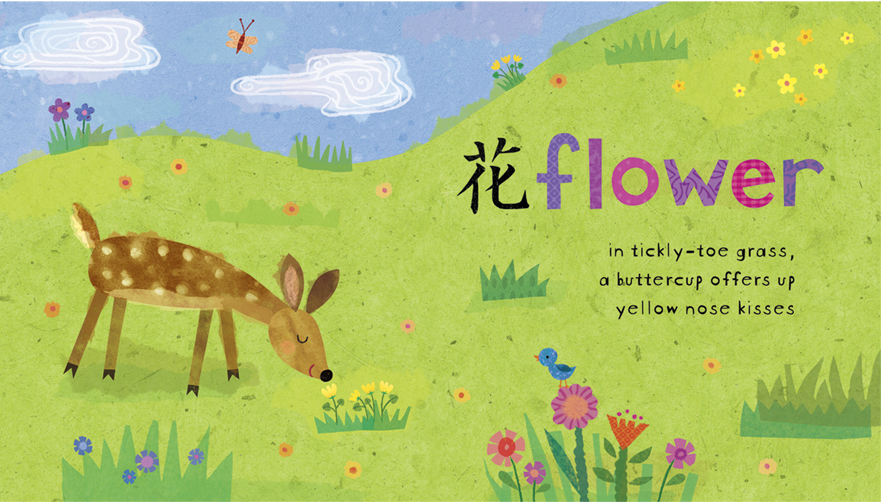 花flower
in tickly-toe grass,
a buttercup offers up
yellow nose kisses